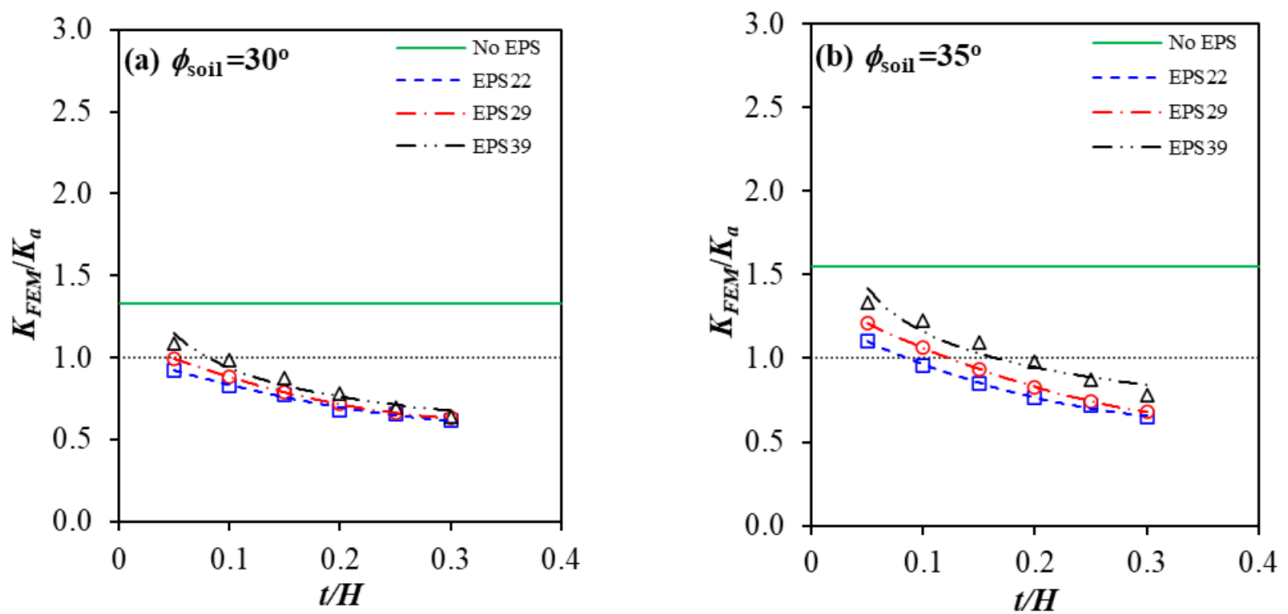 (a) ϕsoil=30°
No EPS
EPS22
EPS29
EPS39
3.0
2.5
2.0
1.5
1.0
0.5
0.0
KFEM/Ka
0 0.1 0.2 0.3 0.4
t/H
(b) ϕsoil=35°
No EPS
EPS22
EPS29
EPS39
3.0
2.5
2.0
1.5
1.0
0.5
0.0
KFEM/Ka
0 0.1 0.2 0.3 0.4
t/H